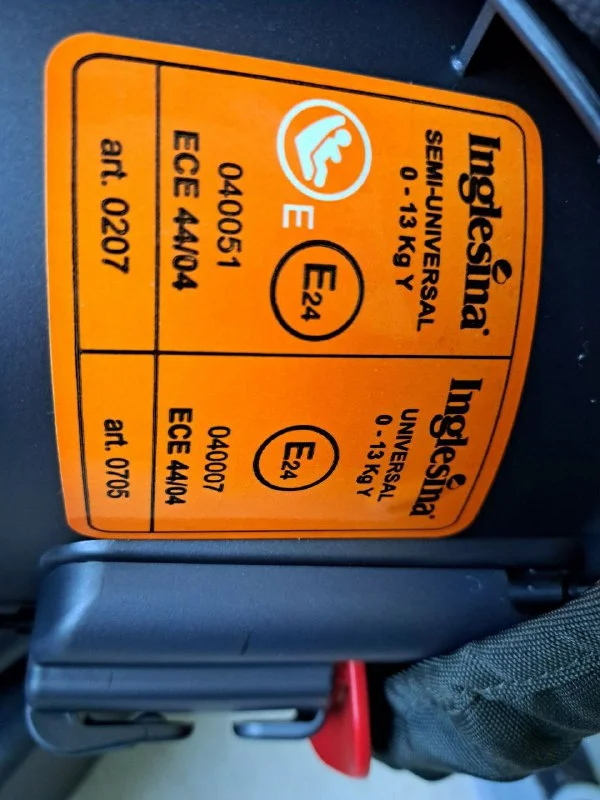 Inglesina
SEMI-UNIVERSAL
0 - 13 Kg Y
E
E24
040051
ECE 44/04
art. 0207
Inglesina
UNIVERSAL
0 - 13 Kg Y
E24
040007
ECE 44/04
art. 0705